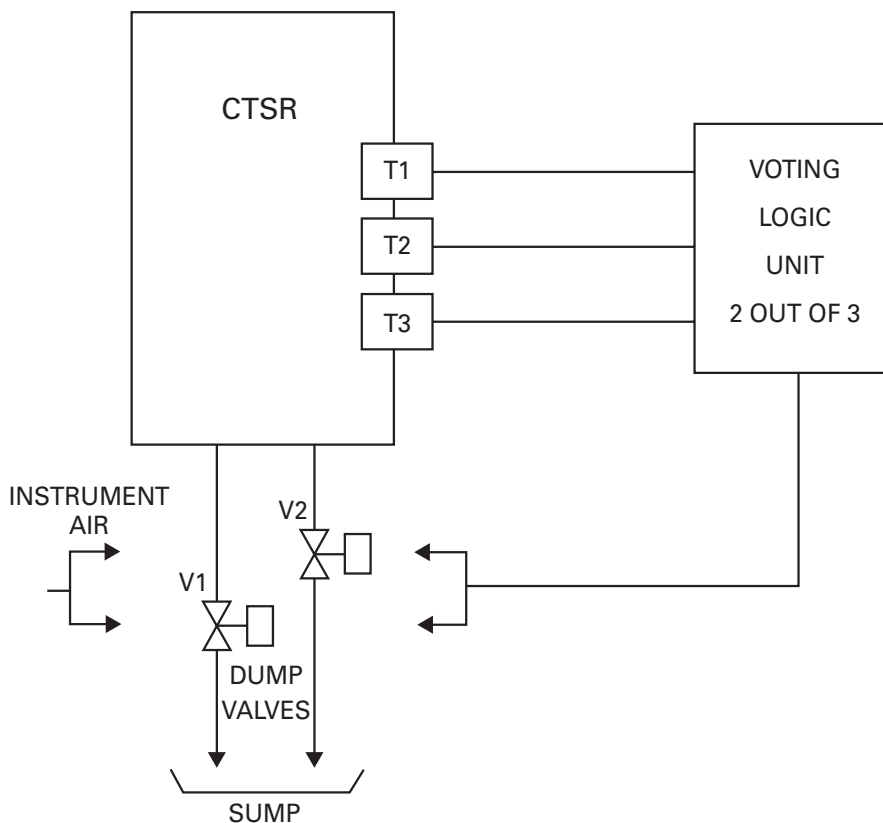 CTSR
T1
T2
T3
VOTING
LOGIC
UNIT
2 OUT OF 3
INSTRUMENT
AIR
V2
V1
DUMP
VALVES
SUMP